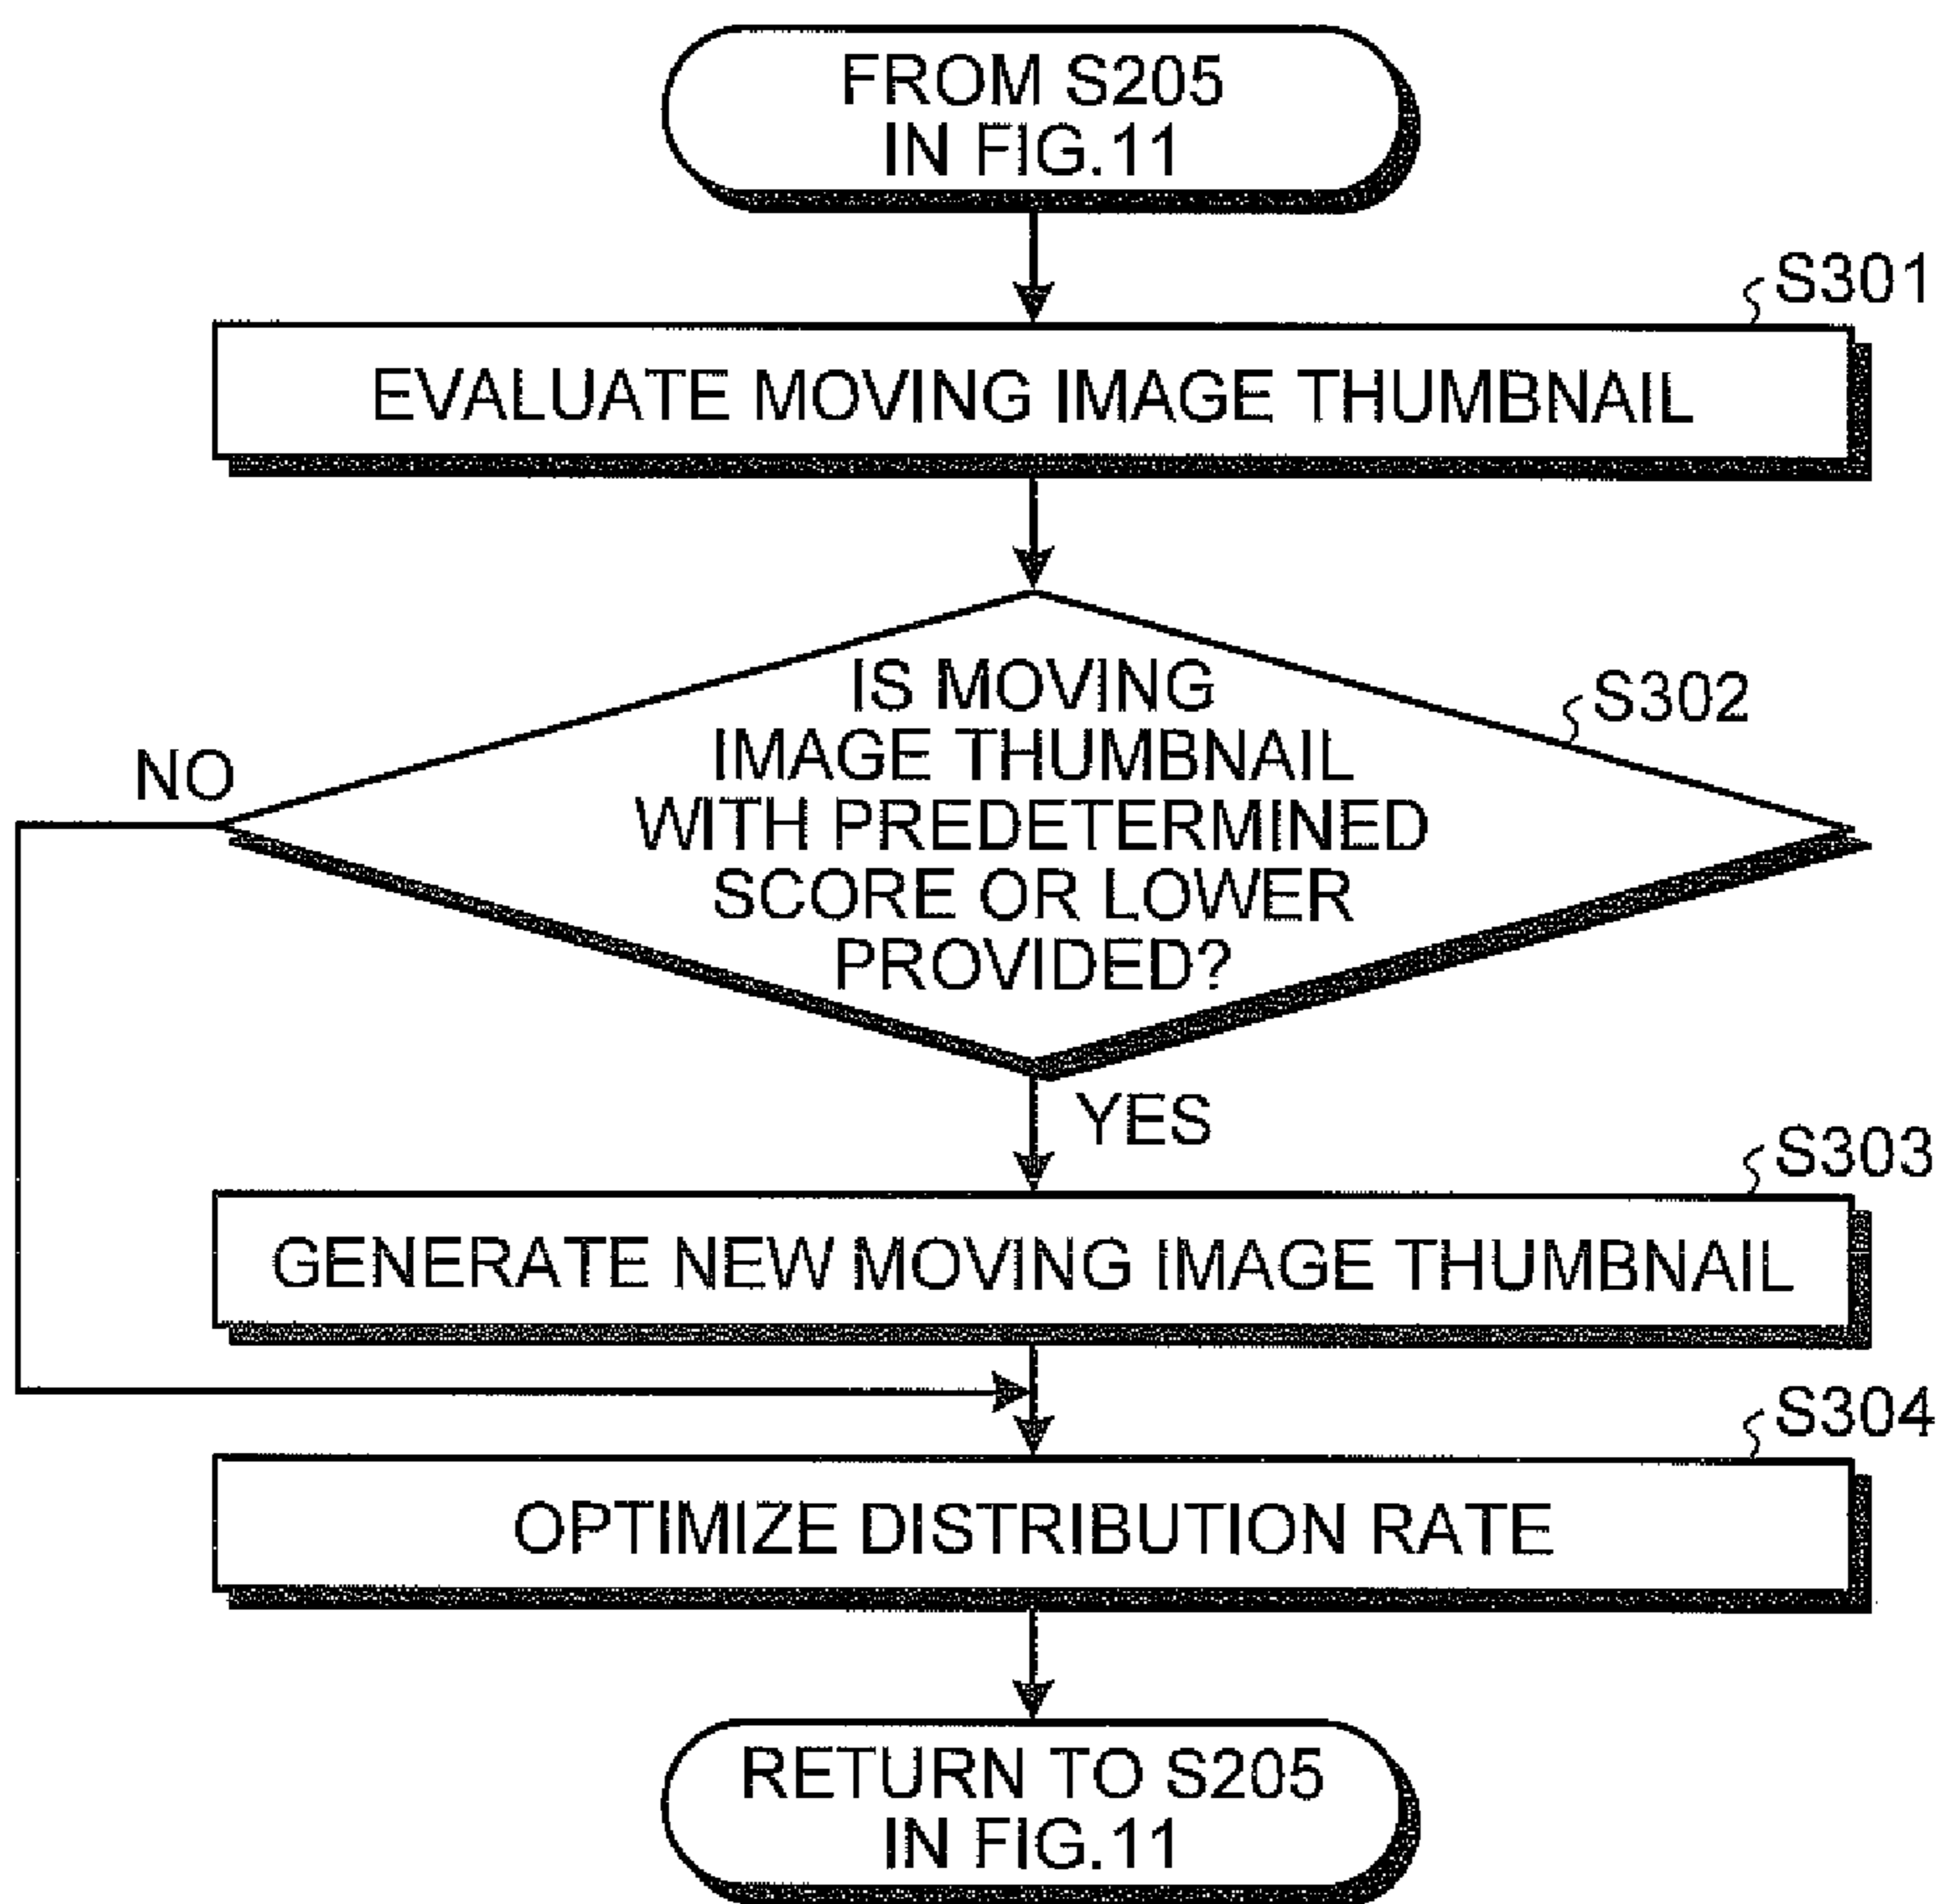 FROM S205
IN FIG.11
S301
EVALUATE MOVING IMAGE THUMBNAIL
S302
IS MOVING
IMAGE THUMBNAIL
WITH PREDETERMINED
SCORE OR LOWER
PROVIDED?
NO
YES
S303
GENERATE NEW MOVING IMAGE THUMBNAIL
S304
OPTIMIZE DISTRIBUTION RATE
RETURN TO S205
IN FIG.11